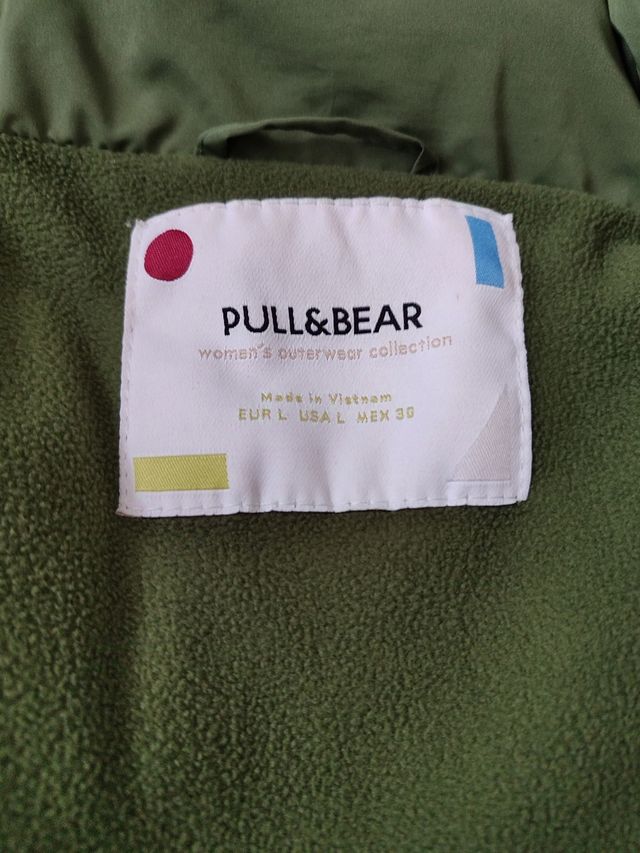 PULL&BEAR
women's outerwear collection
Made in Vietnam
EUR L USA L MEX 30